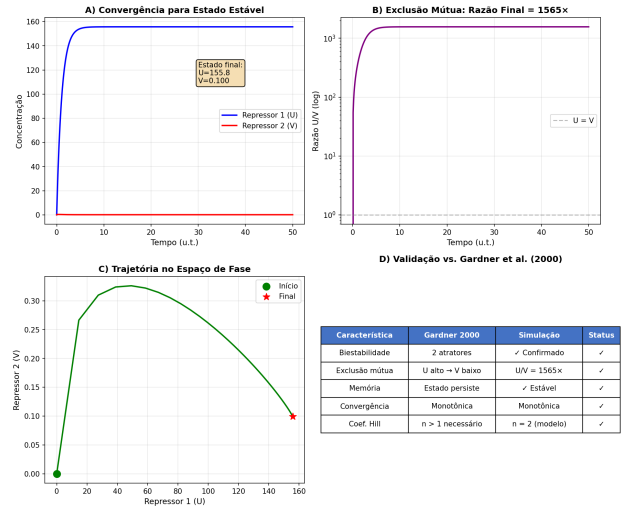 A) Convergência para Estado Estável
160
140
120
100
80
60
40
20
0
Concentração
Estado final:
U=155.8
V=0.100
Repressor 1 (U)
Repressor 2 (V)
0 10 20 30 40 50
Tempo (u.t.)
B) Exclusão Mútua: Razão Final = 1565×
10³
10²
10¹
10⁰
Razão U/V (log)
U = V
0 10 20 30 40 50
Tempo (u.t.)
C) Trajetória no Espaço de Fase
0.30
0.25
0.20
0.15
0.10
0.05
0.00
Repressor 2 (V)
Início
Final
0 20 40 60 80 100 120 140 160
Repressor 1 (U)
D) Validação vs. Gardner et al. (2000)
Característica Gardner 2000 Simulação Status
Biestabilidade 2 atratores ✓ Confirmado ✓
Exclusão mútua U alto → V baixo U/V = 1565× ✓
Memória Estado persiste ✓ Estável ✓
Convergência Monotônica Monotônica ✓
Coef. Hill n > 1 necessário n = 2 (modelo) ✓